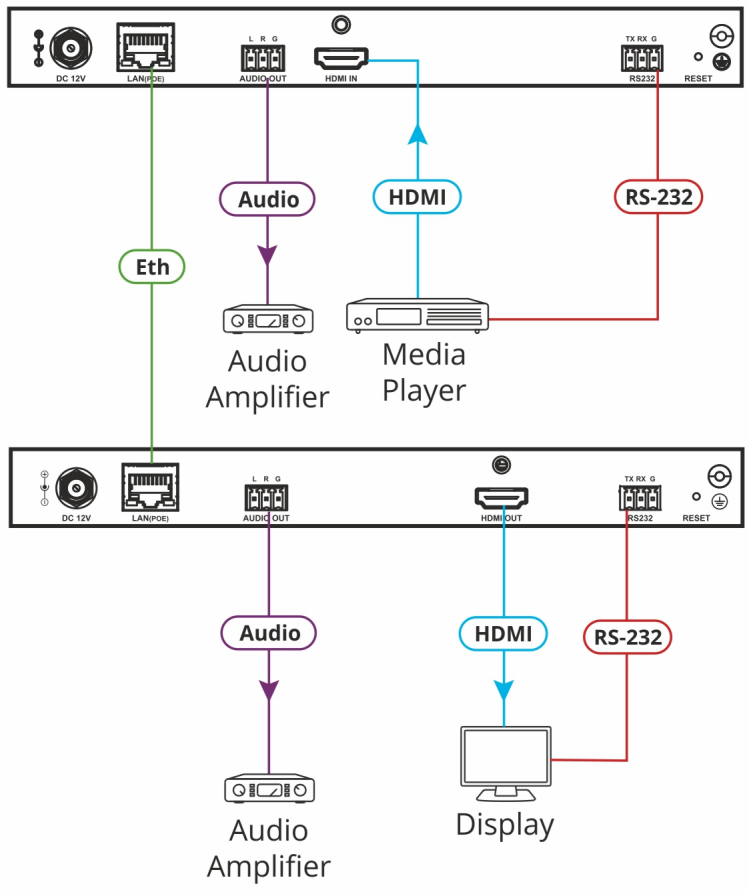 L R G
TX RX G
DC 12V
LAN(POE)
AUDIO OUT
HDMI IN
RS232
RESET
Audio
HDMI
RS-232
Eth
Audio
Amplifier
Media
Player
L R G
TX RX G
DC 12V
LAN(POE)
AUDIO OUT
HDMI OUT
RS232
RESET
Audio
HDMI
RS-232
Audio
Amplifier
Display